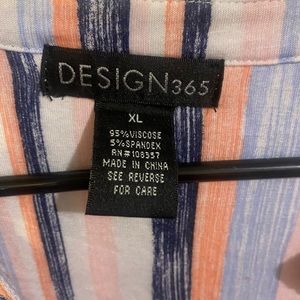 DESIGN365
XL
95% VISCOSE
5% SPANDEX
RN# 108357
MADE IN CHINA
SEE REVERSE
FOR CARE